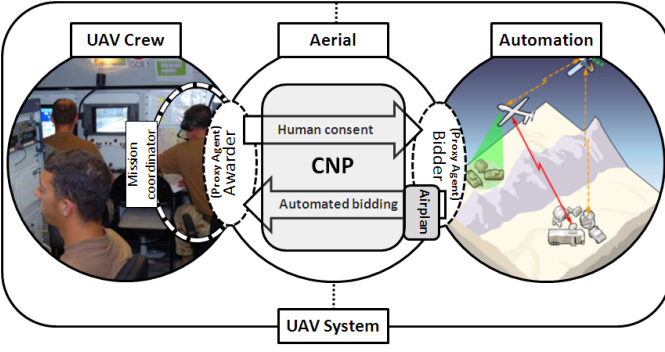 UAV Crew
Aerial
Automation
Mission
coordinator
(Proxy Agent)
Awarder
Human consent
CNP
Automated bidding
(Proxy Agent)
Bidder
Airplan
UAV System